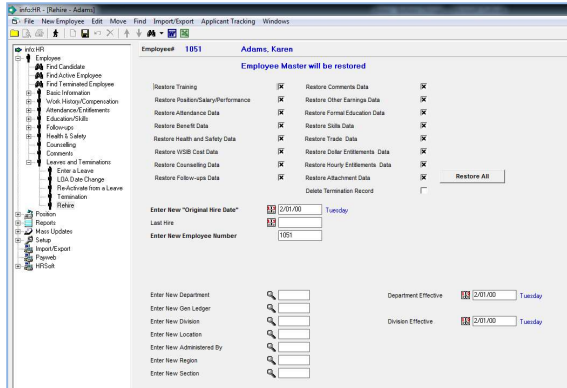 info:HR - [Rehire - Adams]
File New Employee Edit Move Find Import/Export Applicant Tracking Windows
info:HR
Employee
Find Candidate
Find Active Employee
Find Terminated Employee
Basic Information
Work History/Compensation
Attendance/Entitlements
Education/Skills
Follow-ups
Health & Safety
Counselling
Comments
Leaves and Terminations
Enter a Leave
LOA Date Change
Re-Activate from a Leave
Termination
Rehire
Position
Reports
Mass Updates
Setup
Import/Export
Payweb
HRSoft
Employee# 1051 Adams, Karen
Employee Master will be restored
Restore Training Restore Comments Data
Restore Position/Salary/Performance Restore Other Earnings Data
Restore Attendance Data Restore Formal Education Data
Restore Benefit Data Restore Skills Data
Restore Health and Safety Data Restore Trade Data
Restore WSIB Cost Data Restore Dollar Entitlements Data
Restore Counselling Data Restore Hourly Entitlements Data
Restore Follow-ups Data Restore Attachment Data Restore All
Delete Termination Record
Enter New "Original Hire Date" 2/01/00 Tuesday
Last Hire
Enter New Employee Number 1051
Enter New Department Department Effective 2/01/00 Tuesday
Enter New Gen Ledger
Enter New Division Division Effective 2/01/00 Tuesday
Enter New Location
Enter New Administered By
Enter New Region
Enter New Section